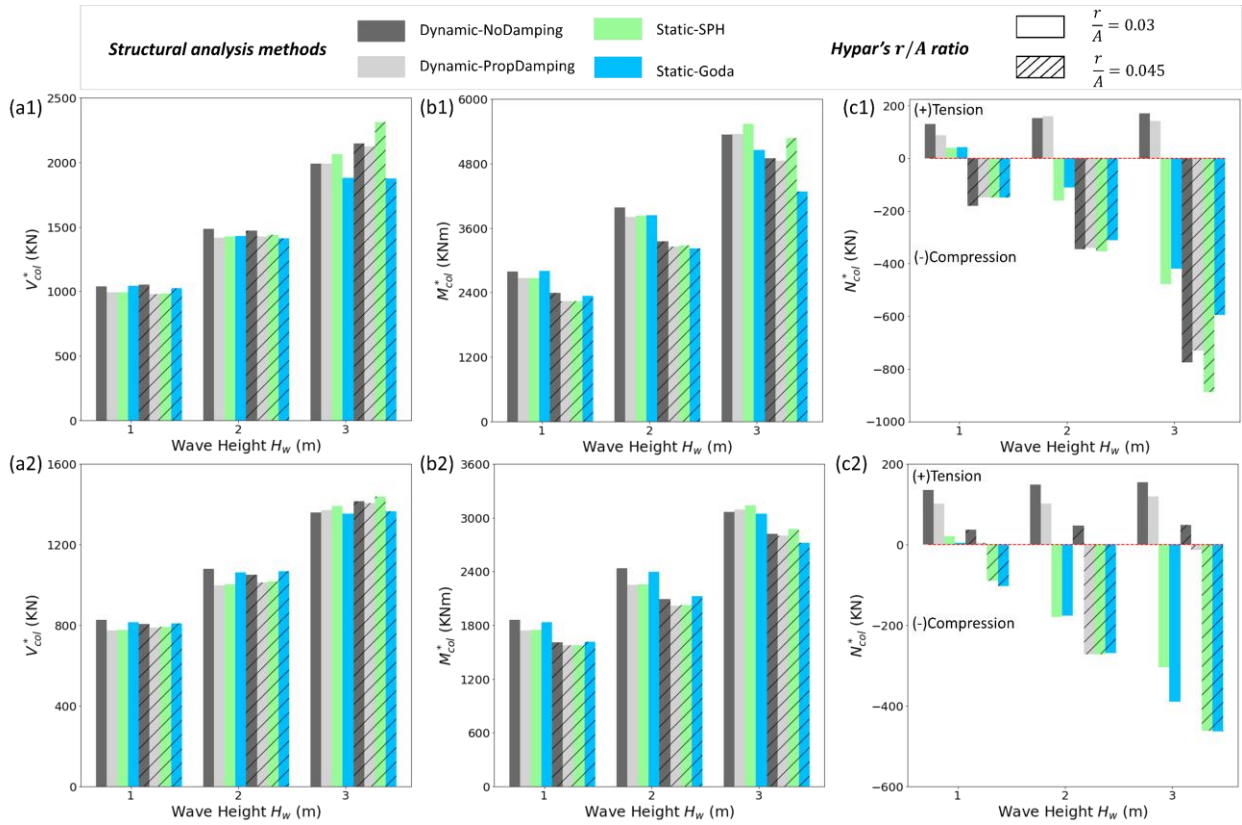 Structural analysis methods
Dynamic-NoDamping
Dynamic-PropDamping
Static-SPH
Static-Goda
Hypar's r/A ratio
r/A = 0.03
r/A = 0.045
(a1)
2500
2000
1500
1000
500
0
V*col (KN)
1 2 3
Wave Height Hw (m)
(b1)
6000
4800
3600
2400
1200
0
M*col (KNm)
1 2 3
Wave Height Hw (m)
(c1)
200
0
−200
−400
−600
−800
−1000
N*col (KN)
(+)Tension
(-)Compression
1 2 3
Wave Height Hw (m)
(a2)
1600
1200
800
400
0
V*col (KN)
1 2 3
Wave Height Hw (m)
(b2)
3600
3000
2400
1800
1200
600
0
M*col (KNm)
1 2 3
Wave Height Hw (m)
(c2)
200
0
−200
−400
−600
N*col (KN)
(+)Tension
(-)Compression
1 2 3
Wave Height Hw (m)